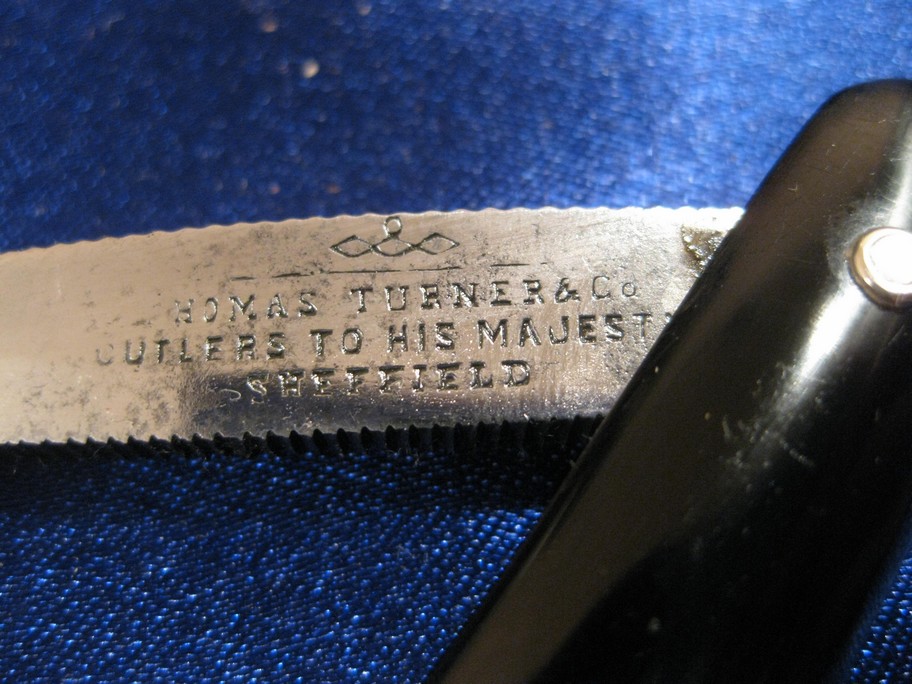 HOMAS TURNER & Co
CUTLERS TO HIS MAJEST
SHEFFIELD